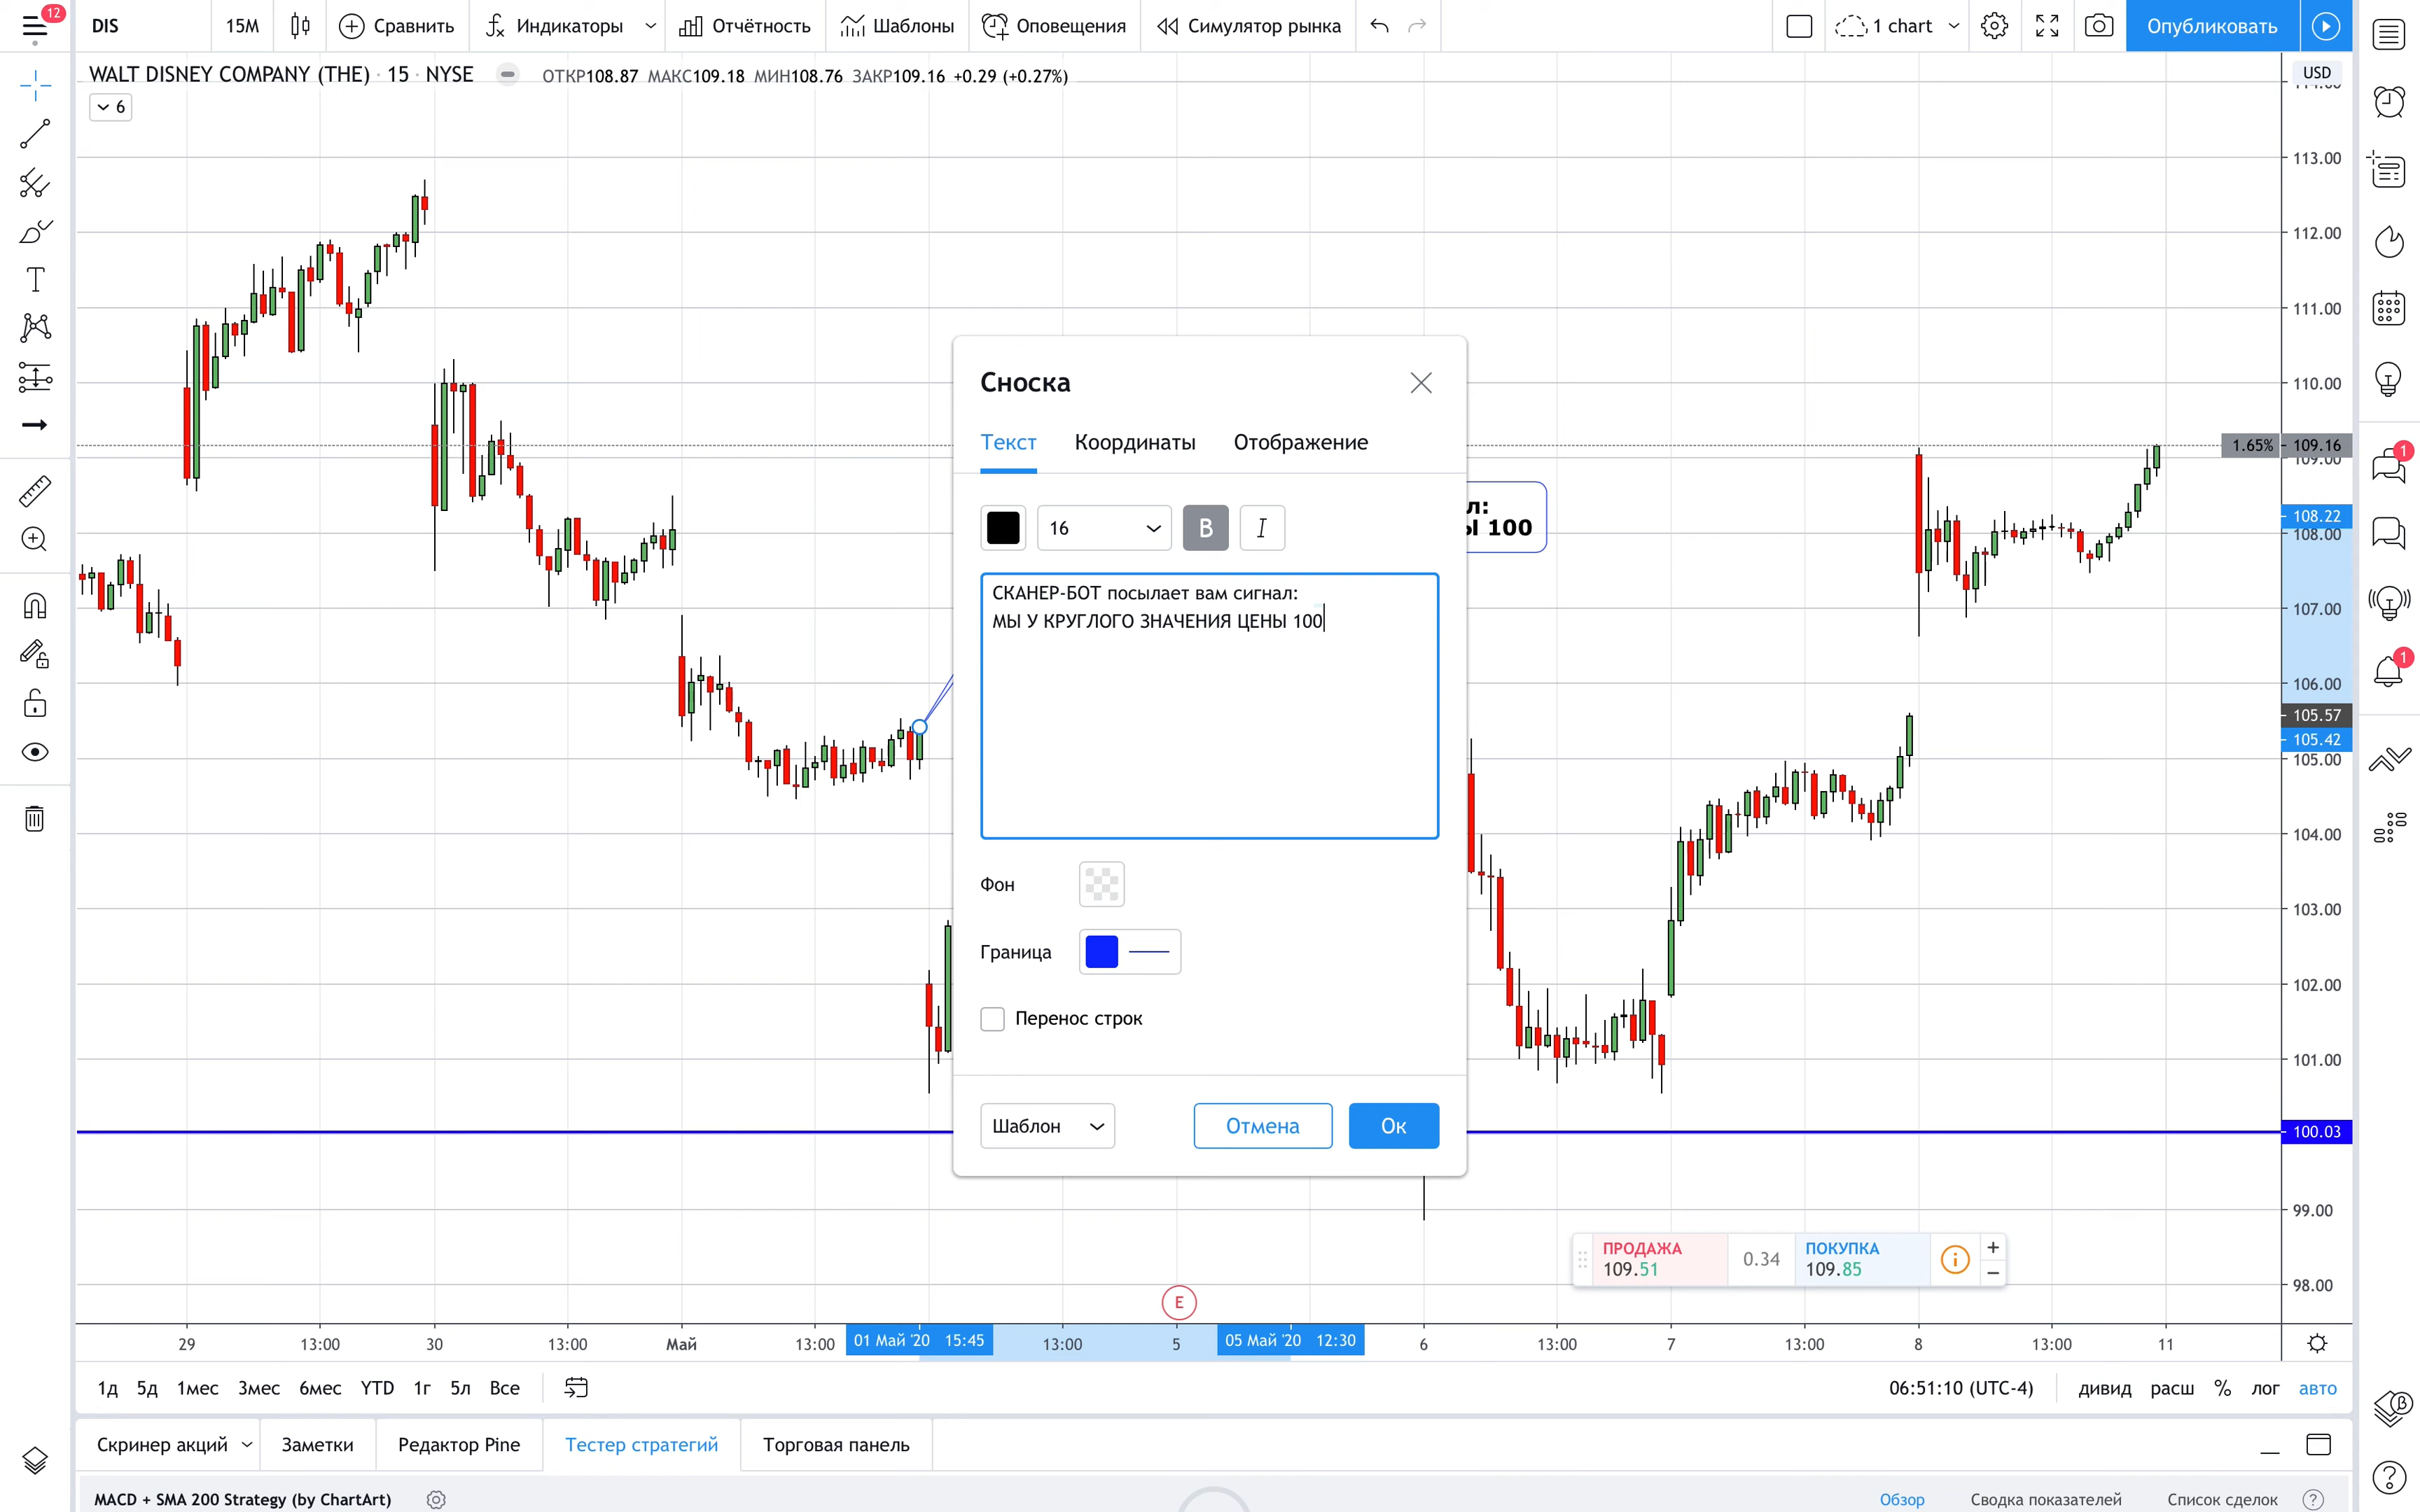 12
DIS
15М
Сравнить
Индикаторы
Отчётность
Шаблоны
Оповещения
Симулятор рынка
1 chart
Опубликовать
WALT DISNEY COMPANY (THE) · 15 · NYSE
ОТКР108.87 МАКС109.18 МИН108.76 ЗАКР109.16 +0.29 (+0.27%)
6
USD
114.00
113.00
112.00
111.00
110.00
1.65%
109.16
109.00
108.22
108.00
107.00
106.00
105.57
105.42
105.00
104.00
103.00
102.00
101.00
100.03
99.00
98.00
1
1
Сноска
Текст
Координаты
Отображение
16
B
I
л:
ы 100
СКАНЕР-БОТ посылает вам сигнал:
МЫ У КРУГЛОГО ЗНАЧЕНИЯ ЦЕНЫ 100
Фон
Граница
Перенос строк
Шаблон
Отмена
Ок
ПРОДАЖА
109.51
0.34
ПОКУПКА
109.85
+
−
E
29
13:00
30
13:00
Май
13:00
01 Май '20 15:45
13:00
5
05 Май '20 12:30
6
13:00
7
13:00
8
13:00
11
1д
5д
1мес
3мес
6мес
YTD
1г
5л
Все
06:51:10 (UTC-4)
дивид
расш
%
лог
авто
Скринер акций
Заметки
Редактор Pine
Тестер стратегий
Торговая панель
MACD + SMA 200 Strategy (by ChartArt)
Обзор
Сводка показателей
Список сделок